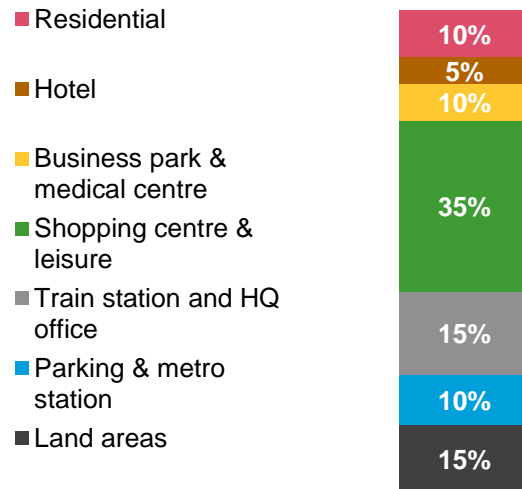 Residential
Hotel
Business park &
medical centre
Shopping centre &
leisure
Train station and HQ
office
Parking & metro
station
Land areas
10%
5%
10%
35%
15%
10%
15%